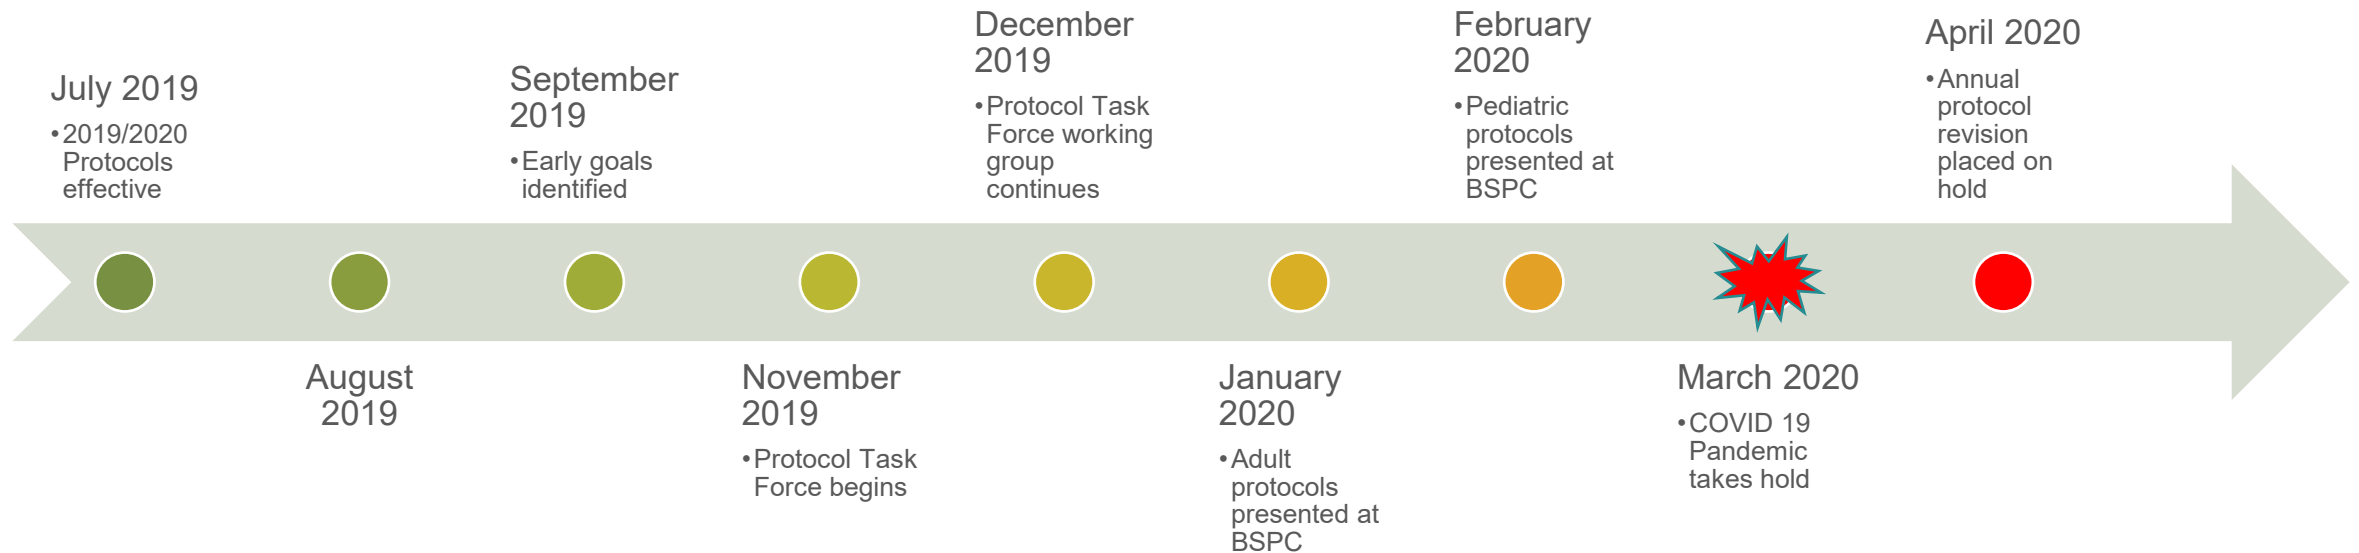 July 2019
•2019/2020
Protocols
effective
August
2019
September
2019
•Early goals
identified
November
2019
•Protocol Task
Force begins
December
2019
•Protocol Task
Force working
group
continues
January
2020
•Adult
protocols
presented at
BSPC
February
2020
•Pediatric
protocols
presented at
BSPC
March 2020
•COVID 19
Pandemic
takes hold
April 2020
•Annual
protocol
revision
placed on
hold